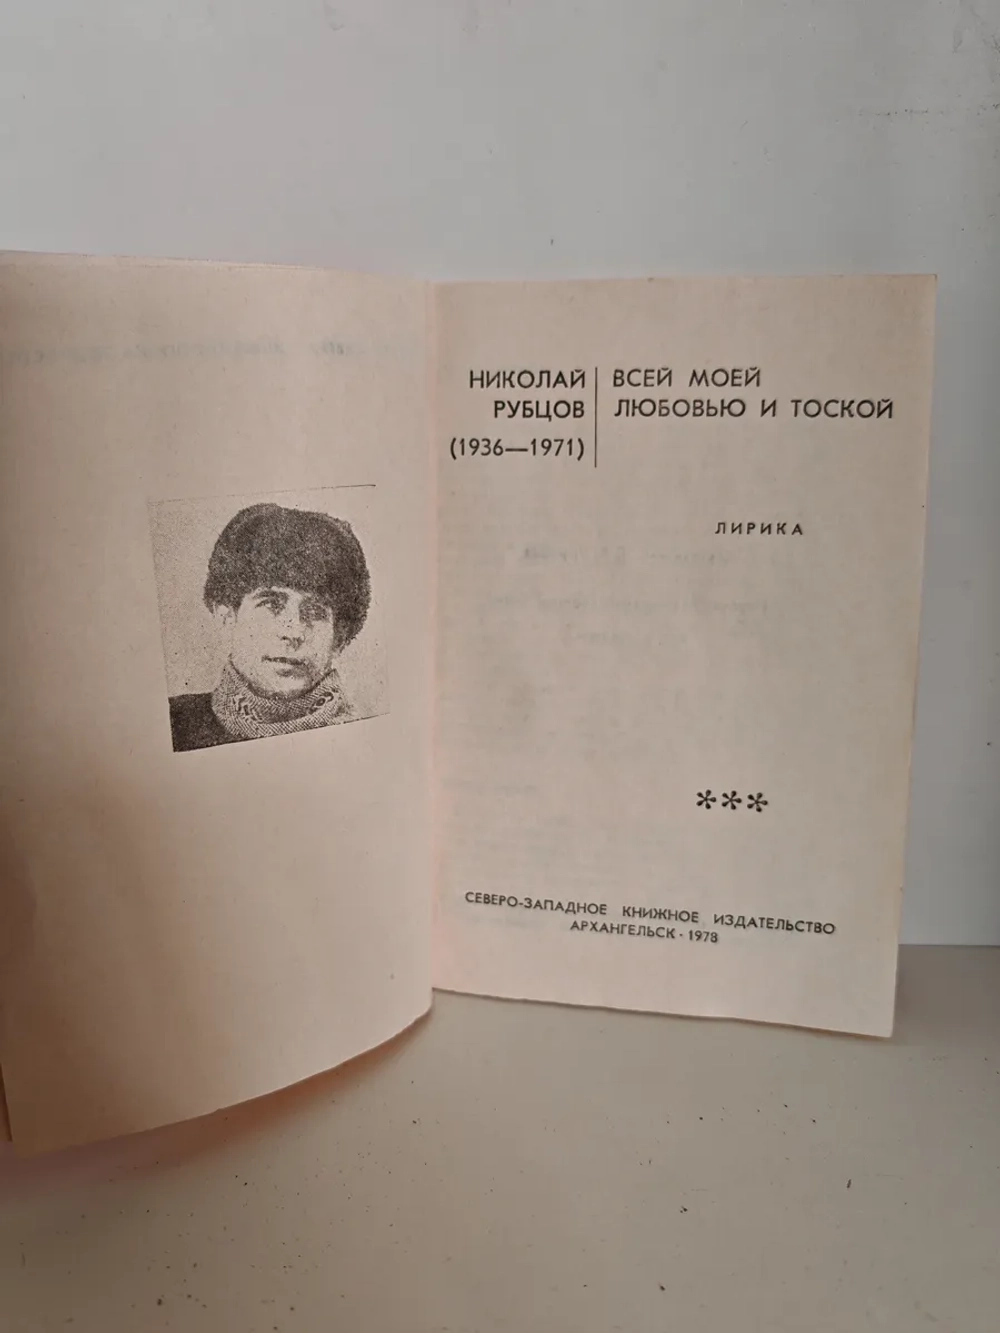 НИКОЛАЙ
РУБЦОВ
(1936—1971)
ВСЕЙ МОЕЙ
ЛЮБОВЬЮ И ТОСКОЙ
ЛИРИКА
***
СЕВЕРО-ЗАПАДНОЕ КНИЖНОЕ ИЗДАТЕЛЬСТВО
АРХАНГЕЛЬСК · 1978